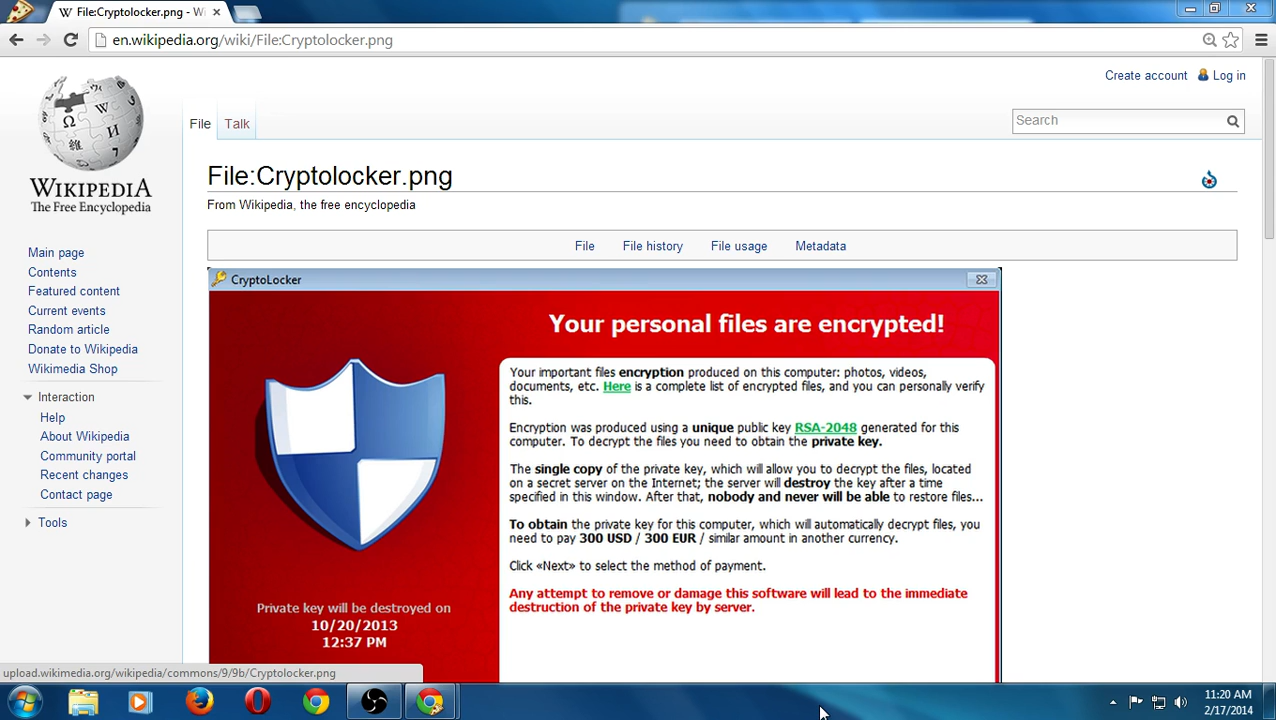 File:Cryptolocker.png - Wi
en.wikipedia.org/wiki/File:Cryptolocker.png
Create account Log in
File Talk
Search
WIKIPEDIA
The Free Encyclopedia
File:Cryptolocker.png
From Wikipedia, the free encyclopedia
File File history File usage Metadata
Main page
Contents
Featured content
Current events
Random article
Donate to Wikipedia
Wikimedia Shop
Interaction
Help
About Wikipedia
Community portal
Recent changes
Contact page
Tools
CryptoLocker
Your personal files are encrypted!
Your important files encryption produced on this computer: photos, videos,
documents, etc. Here is a complete list of encrypted files, and you can personally verify
this.
Encryption was produced using a unique public key RSA-2048 generated for this
computer. To decrypt the files you need to obtain the private key.
The single copy of the private key, which will allow you to decrypt the files, located
on a secret server on the Internet; the server will destroy the key after a time
specified in this window. After that, nobody and never will be able to restore files...
To obtain the private key for this computer, which will automatically decrypt files, you
need to pay 300 USD / 300 EUR / similar amount in another currency.
Click «Next» to select the method of payment.
Any attempt to remove or damage this software will lead to the immediate
destruction of the private key by server.
Private key will be destroyed on
10/20/2013
12:37 PM
upload.wikimedia.org/wikipedia/commons/9/9b/Cryptolocker.png
11:20 AM
2/17/2014